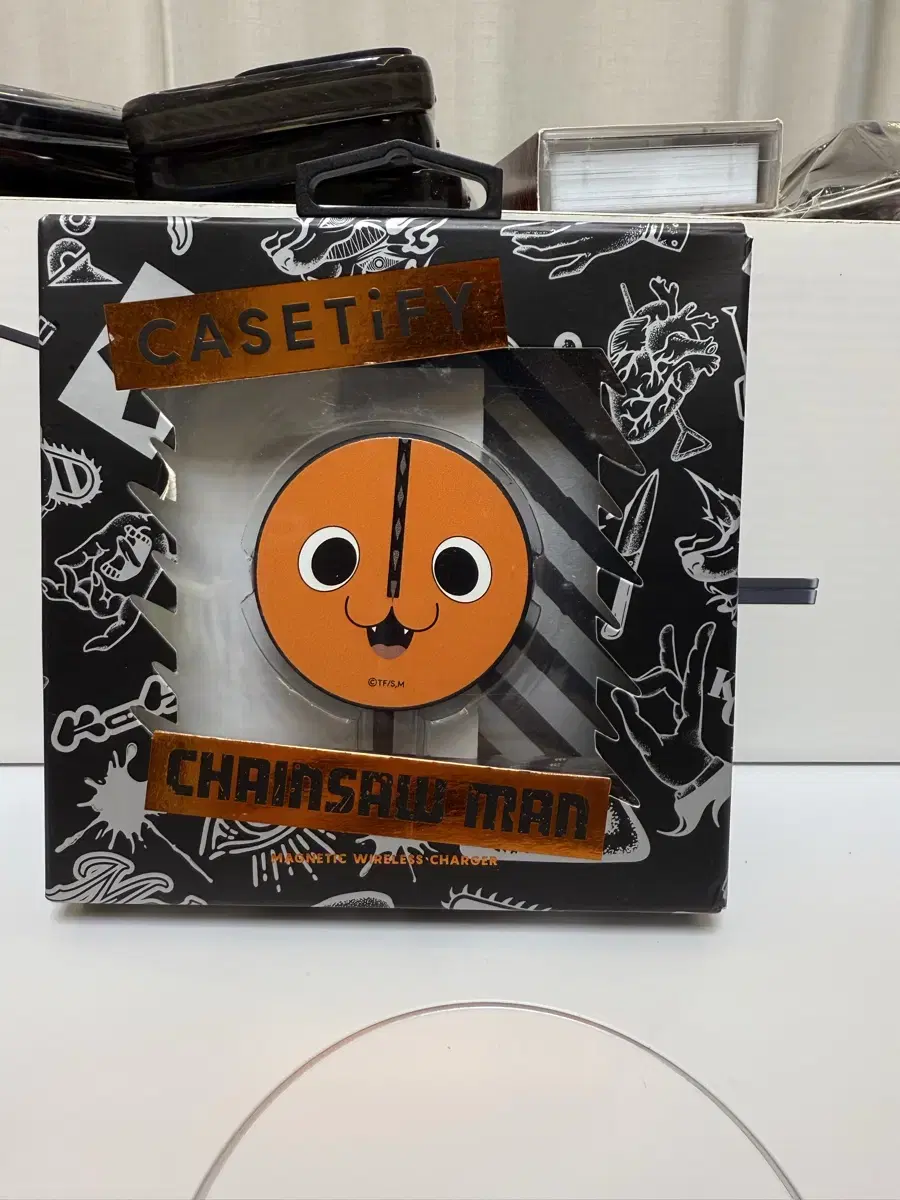 CASETiFY
©TF/S,M
CHAINSAW MAN
MAGNETIC WIRELESS CHARGER